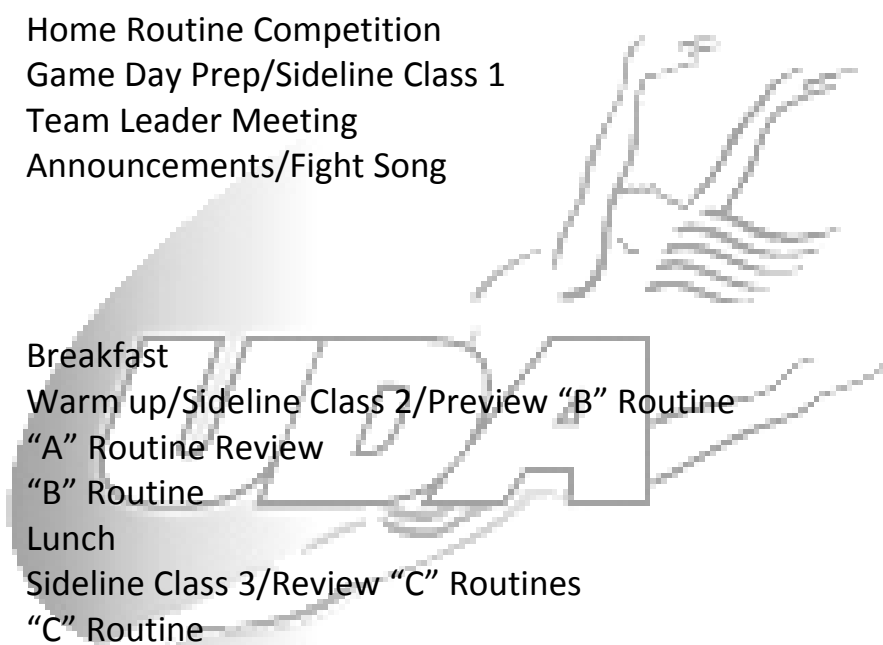 Home Routine Competition
Game Day Prep/Sideline Class 1
Team Leader Meeting
Announcements/Fight Song
Breakfast
Warm up/Sideline Class 2/Preview “B” Routine
“A” Routine Review
“B” Routine
Lunch
Sideline Class 3/Review “C” Routines
“C” Routine
UDA